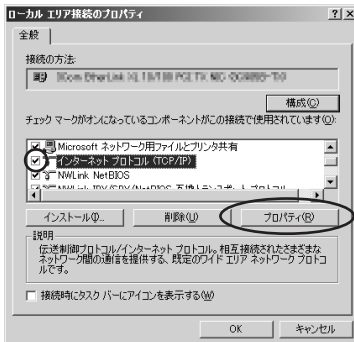 ローカル エリア接続のプロパティ
全般
接続の方法:
構成(C)
チェック マークがオンになっているコンポーネントがこの接続で使用されています(O):
Microsoft ネットワーク用ファイルとプリンタ共有
インターネット プロトコル (TCP/IP)
NWLink NetBIOS
インストール(I)...
削除(U)
プロパティ(R)
説明
伝送制御プロトコル/インターネット プロトコル。相互接続されたさまざまな
ネットワーク間の通信を提供する、既定のワイド エリア ネットワーク プロトコ
ルです。
接続時にタスク バーにアイコンを表示する(W)
OK
キャンセル